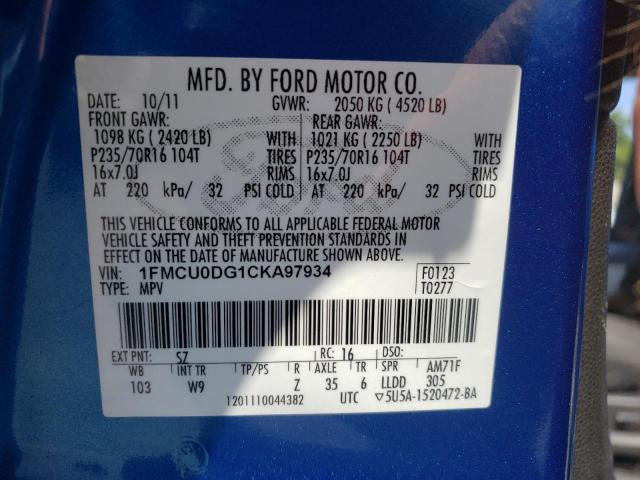 MFD. BY FORD MOTOR CO.
DATE: 10/11 GVWR: 2050 KG ( 4520 LB)
FRONT GAWR: REAR GAWR:
1098 KG ( 2420 LB) WITH 1021 KG ( 2250 LB) WITH
P235/70R16 104T TIRES P235/70R16 104T TIRES
16x7.0J RIMS 16x7.0J RIMS
AT 220 kPa/ 32 PSI COLD AT 220 kPa/ 32 PSI COLD
THIS VEHICLE CONFORMS TO ALL APPLICABLE FEDERAL MOTOR
VEHICLE SAFETY AND THEFT PREVENTION STANDARDS IN
EFFECT ON THE DATE OF MANUFACTURE SHOWN ABOVE.
VIN: 1FMCU0DG1CKA97934 F0123
TYPE: MPV T0277
EXT PNT: SZ RC: 16 DSO:
WB INT TR TP/PS R AXLE TR SPR AM71F
103 W9 Z 35 6 LLDD 305
1201110044382 UTC ▽5U5A-1520472-BA